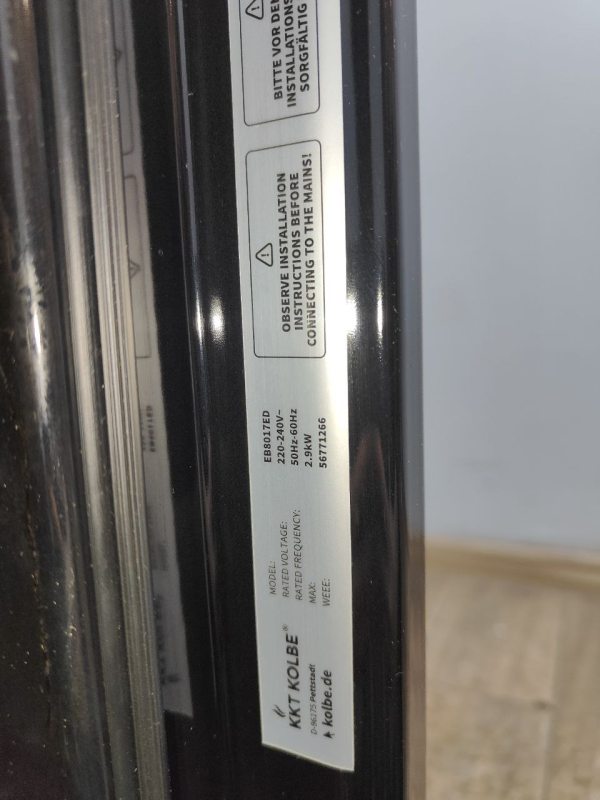 KKT KOLBE®
D-96175 Pettstadt
kolbe.de
MODEL: EB8017ED
RATED VOLTAGE: 220-240V~
RATED FREQUENCY: 50Hz-60Hz
MAX: 2.9kW
WEEE: 56771266
OBSERVE INSTALLATION
INSTRUCTIONS BEFORE
CONNECTING TO THE MAINS!
BITTE VOR DEM
INSTALLATIONS
SORGFÄLTIG